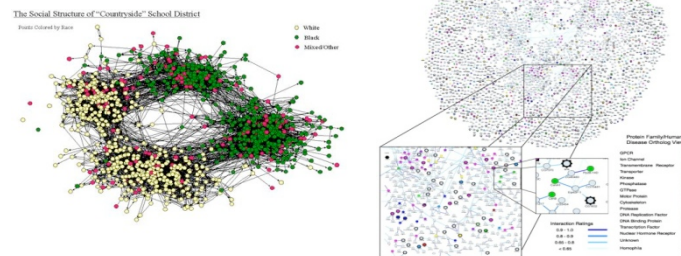 The Social Structure of "Countryside" School District
Points Colored by Race
White
Black
Mixed/Other
Protein Family/Human
Disease Ortholog View
GPCR
Ion Channel
Transmembrane Receptor
Transporter
Kinase
Phosphatase
GTPase
Motor Protein
Cytoskeleton
Protease
DNA Replication Factor
DNA Binding Protein
Transcription Factor
Nuclear Hormone Receptor
Unknown
Interaction Ratings